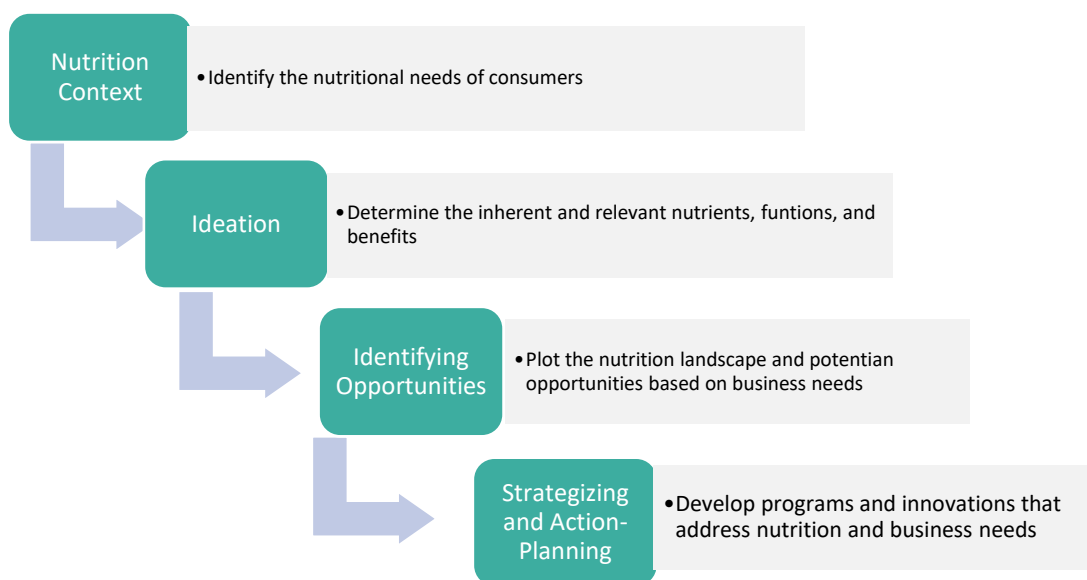 Nutrition
Context
•Identify the nutritional needs of consumers
Ideation
•Determine the inherent and relevant nutrients, funtions, and
benefits
Identifying
Opportunities
•Plot the nutrition landscape and potentian
opportunities based on business needs
Strategizing
and Action-
Planning
•Develop programs and innovations that
address nutrition and business needs